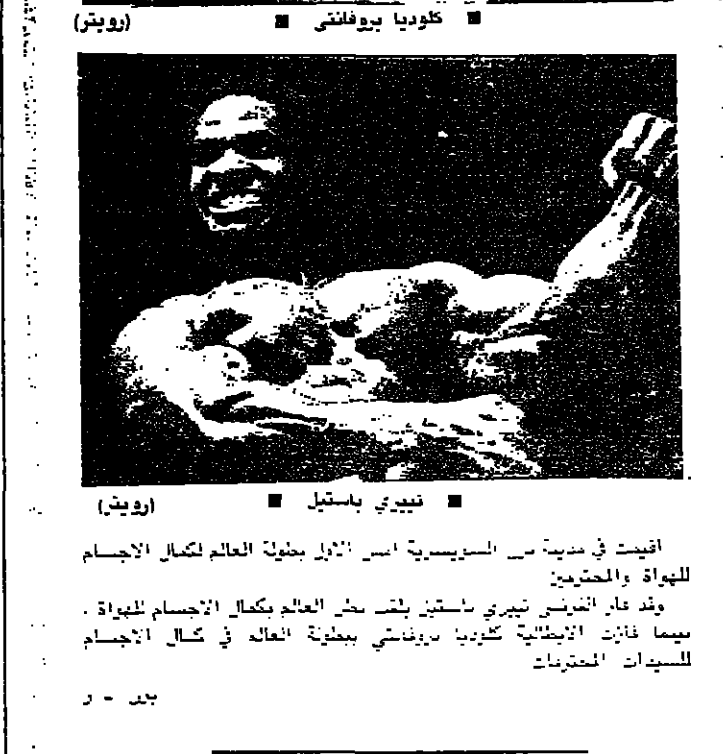 ■ كلوديا بروفانتي ■ (رويتر)
■ تييري باستيل ■ (رويتر)
اقيمت في مدينة السويسرية امس الاول بطولة العالم لكمال الاجسام
للهواة والمحترفين
وقد فاز الفرنسي تييري باستيل بلقب بطل العالم بكمال الاجسام للهواة .
بينما فازت الايطالية كلوديا بروفانتي ببطولة العالم في كمال الاجسام
للسيدات المحترفات